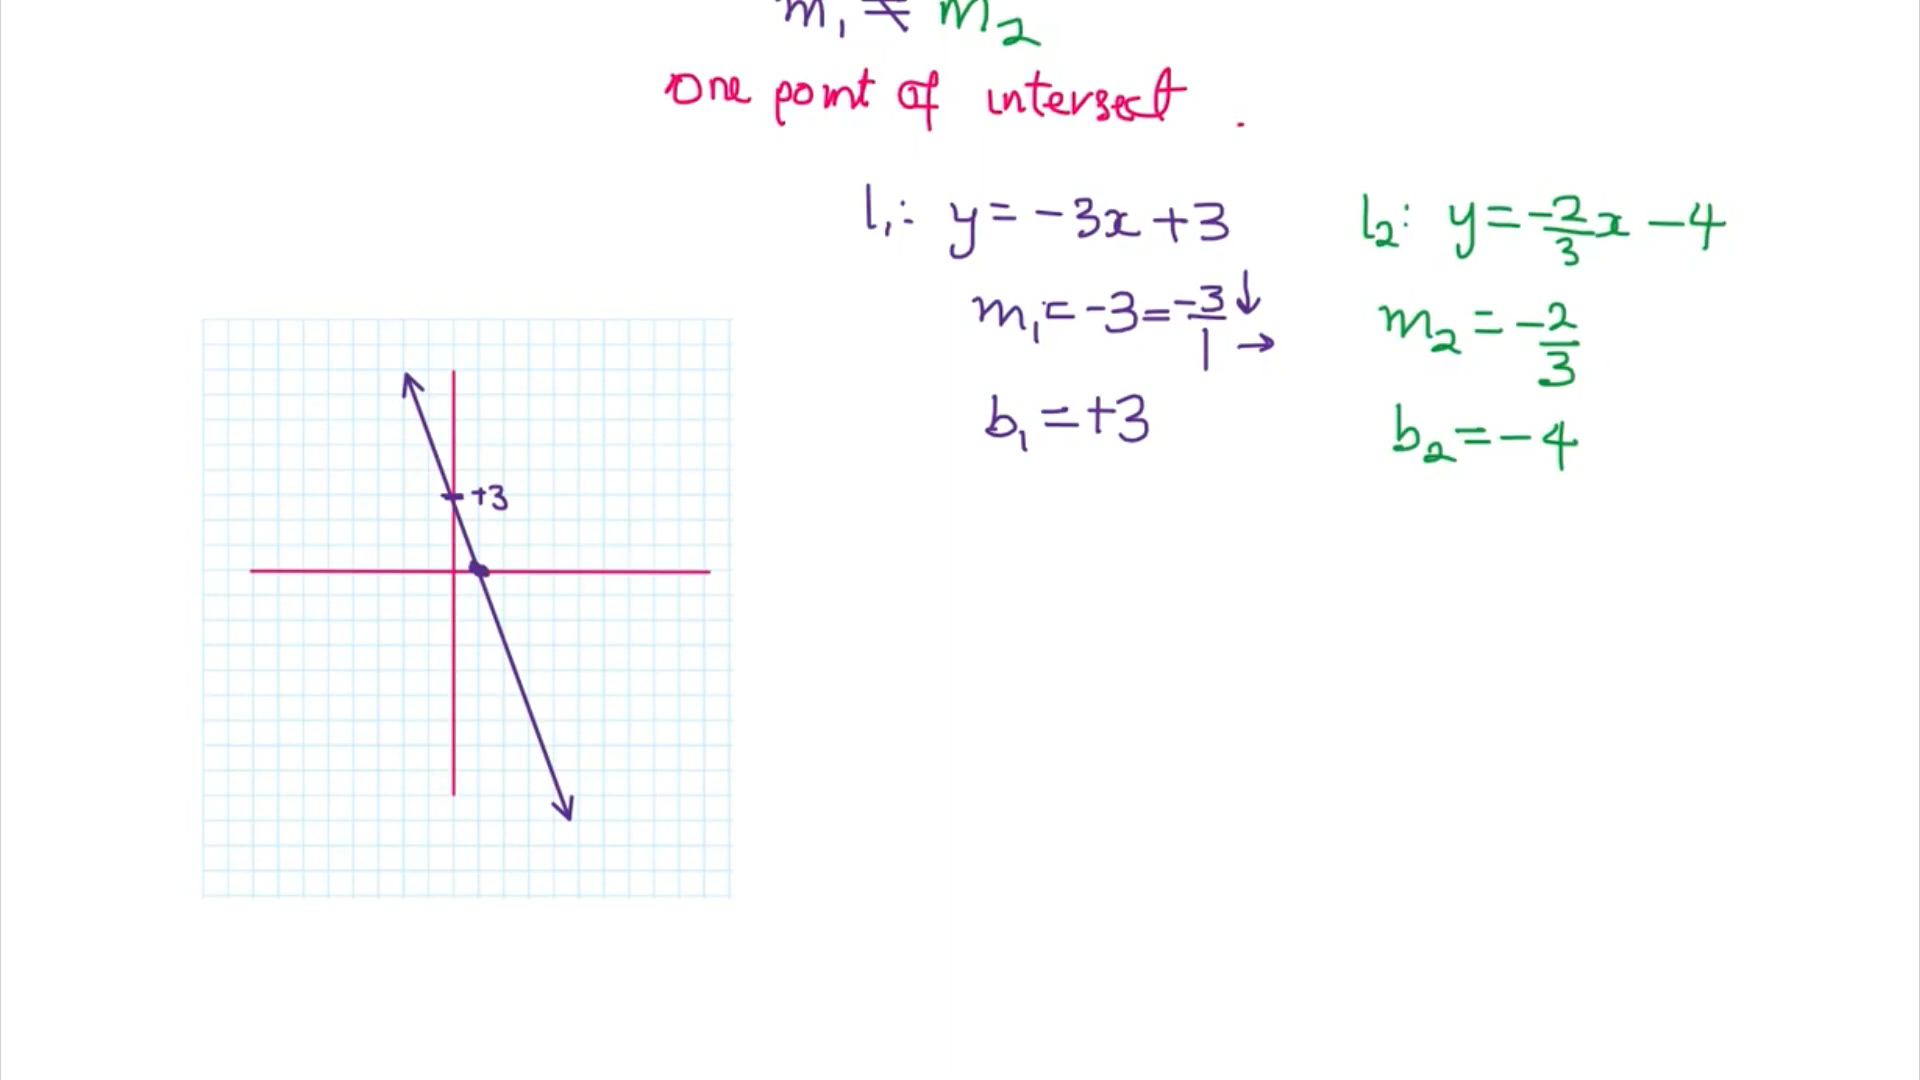 m₁ ≠ m₂
One point of intersect .
l₁: y = -3x + 3
l₂: y = -2/3 x - 4
m₁ = -3 = -3/1 ↓ →
m₂ = -2/3
b₁ = +3
b₂ = -4
+3